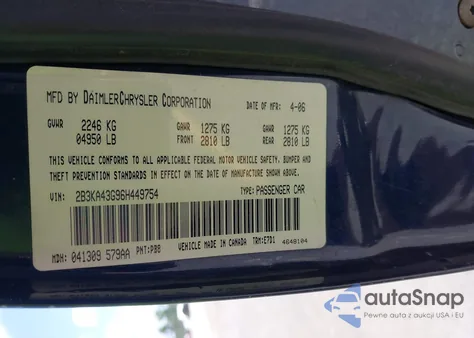 MFD BY DAIMLERCHRYSLER CORPORATION DATE OF MFR 4-06
GVWR 2246 KG GAWR 1275 KG GAWR 1275 KG
04950 LB FRONT 2810 LB REAR 2810 LB
THIS VEHICLE CONFORMS TO ALL APPLICABLE FEDERAL MOTOR VEHICLE SAFETY, BUMPER AND
THEFT PREVENTION STANDARDS IN EFFECT ON THE DATE OF MANUFACTURE SHOWN ABOVE.
VIN: 2B3KA43G96H449754 TYPE: PASSENGER CAR
VEHICLE MADE IN CANADA
MDH: 041309 579AA PNT:PB8 TRM:E7D1 4648104
autoSnap
Pewne auta z aukcji USA i EU